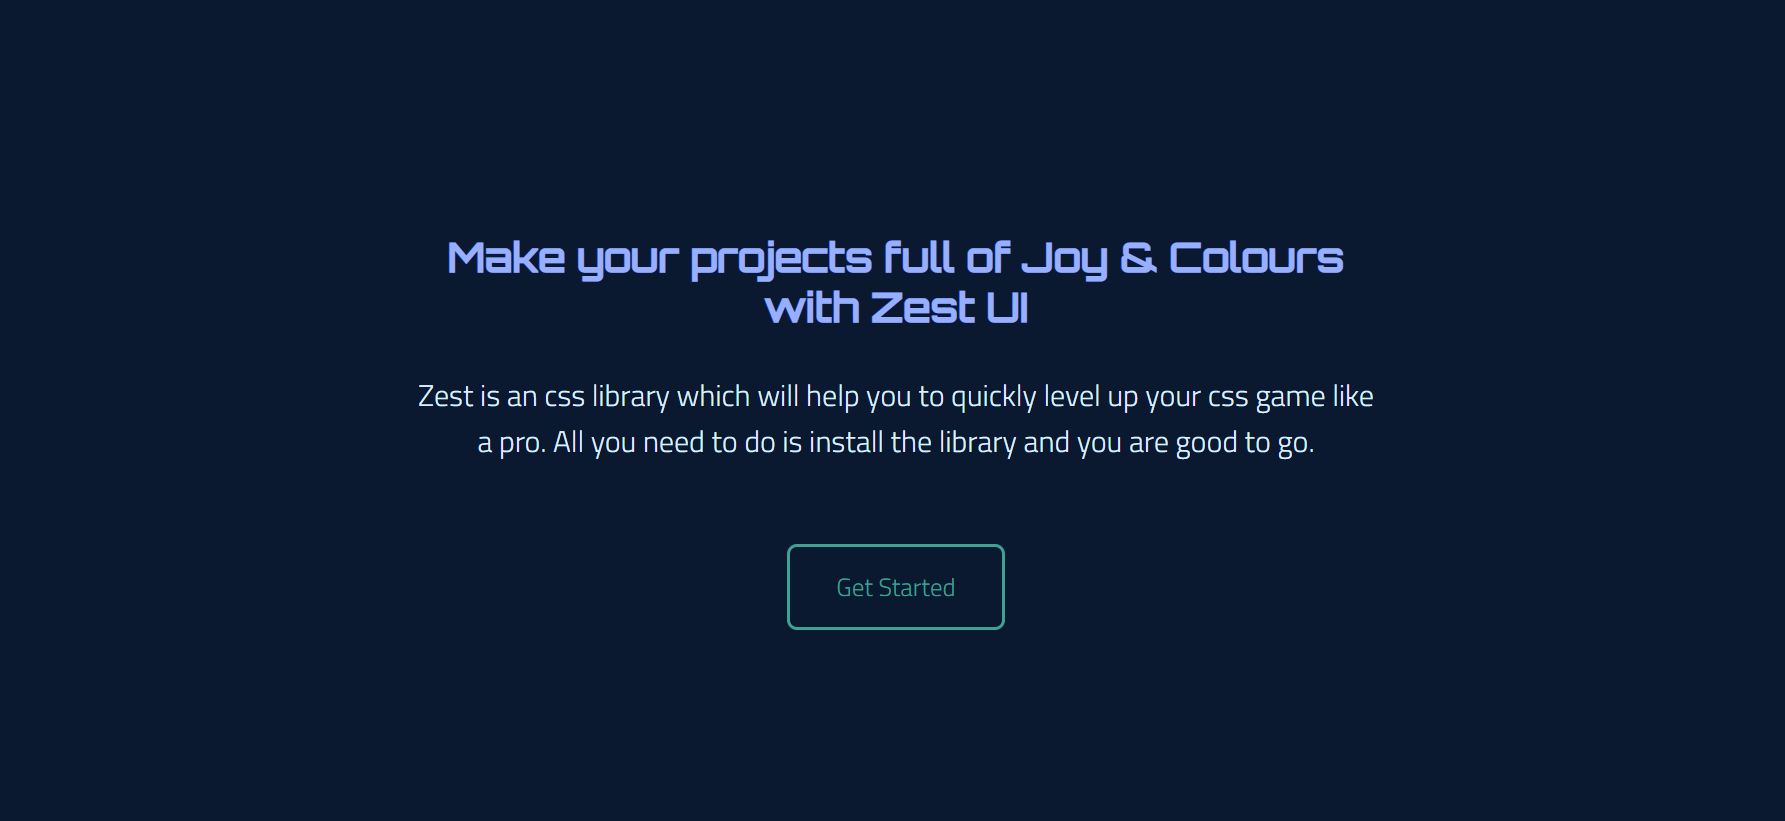 Make your projects full of Joy & Colours
with Zest UI
Zest is an css library which will help you to quickly level up your css game like
a pro. All you need to do is install the library and you are good to go.
Get Started